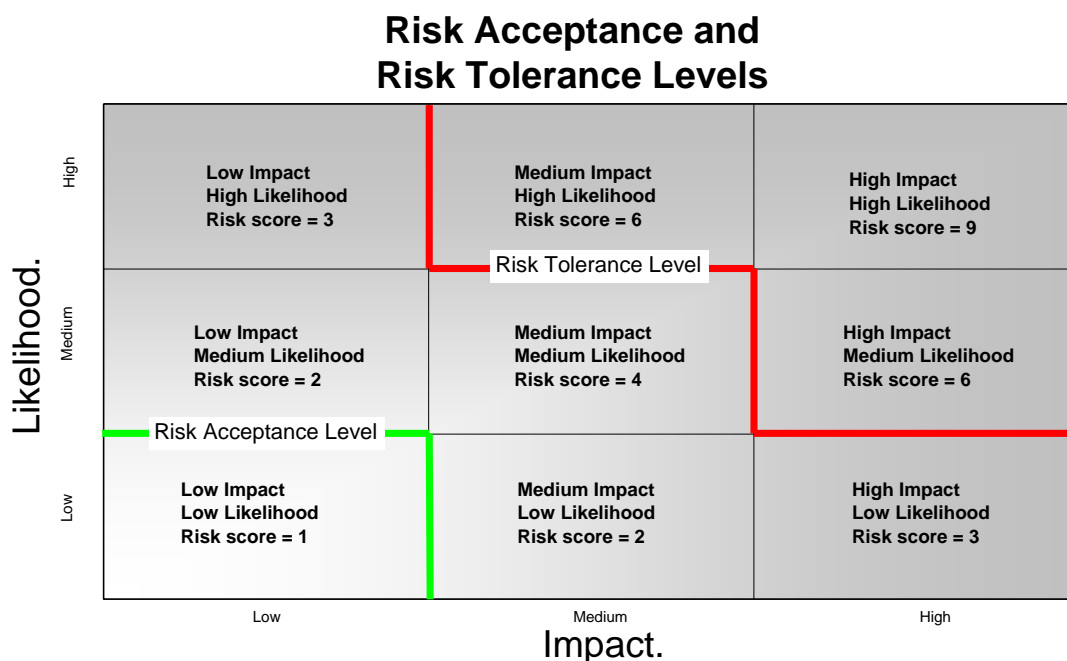 Risk Acceptance and
Risk Tolerance Levels
High
Low Impact
High Likelihood
Risk score = 3
Medium Impact
High Likelihood
Risk score = 6
High Impact
High Likelihood
Risk score = 9
Risk Tolerance Level
Likelihood.
Medium
Low Impact
Medium Likelihood
Risk score = 2
Medium Impact
Medium Likelihood
Risk score = 4
High Impact
Medium Likelihood
Risk score = 6
Risk Acceptance Level
Low
Low Impact
Low Likelihood
Risk score = 1
Medium Impact
Low Likelihood
Risk score = 2
High Impact
Low Likelihood
Risk score = 3
Low
Medium
High
Impact.